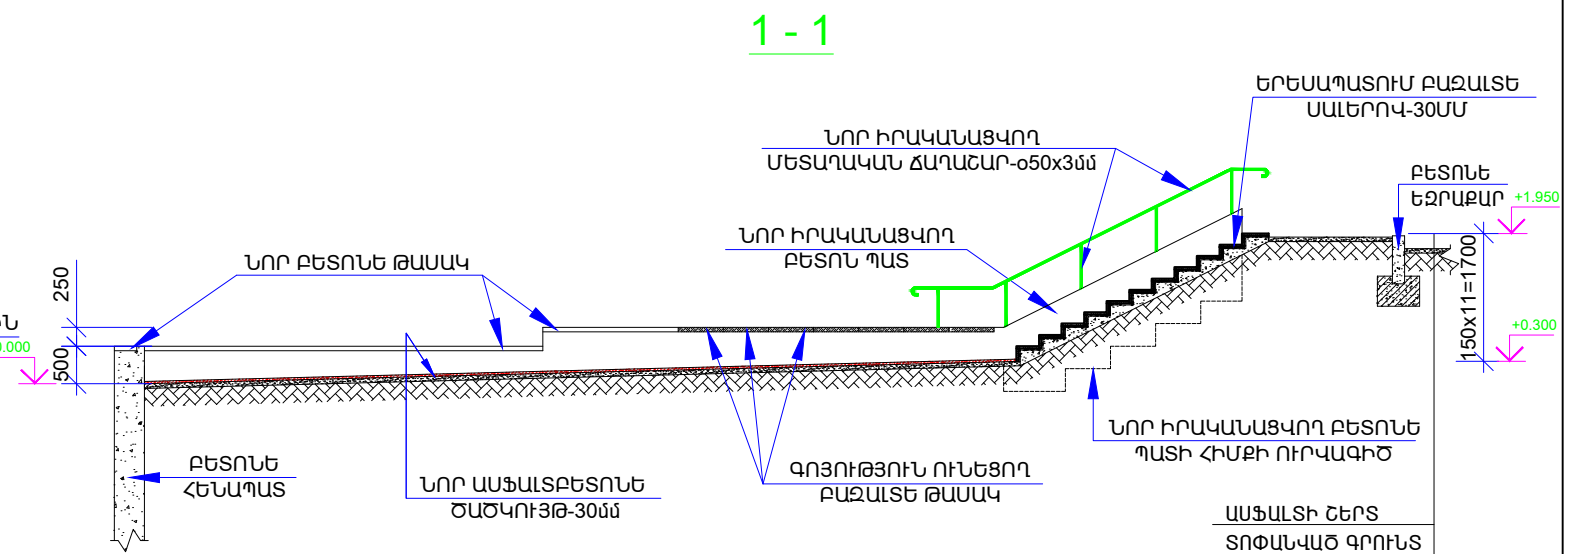 1 - 1
ԵՐԵՍԱՊԱՏՈՒՄ ԲԱԶԱԼՏԵ
ՍԱԼԵՐՈՎ-30ՄՄ
ՆՈՐ ԻՐԱԿԱՆԱՑՎՈՂ
ՄԵՏԱՂԱԿԱՆ ՃԱՂԱՇԱՐ-օ50x3մմ
ԲԵՏՈՆԵ
ԵԶՐԱՔԱՐ
+1.950
ՆՈՐ ԻՐԱԿԱՆԱՑՎՈՂ
ԲԵՏՈՆ ՊԱՏ
ՆՈՐ ԲԵՏՈՆԵ ԹԱՍԱԿ
250
500
150x11=1700
+0.300
ՆՈՐ ԻՐԱԿԱՆԱՑՎՈՂ ԲԵՏՈՆԵ
ՊԱՏԻ ՀԻՄՔԻ ՈՒՐՎԱԳԻԾ
ԲԵՏՈՆԵ
ՀԵՆԱՊԱՏ
ՆՈՐ ԱՍՖԱԼՏԲԵՏՈՆԵ
ԾԱԾԿՈՒՅԹ-30մմ
ԳՈՅՈՒԹՅՈՒՆ ՈՒՆԵՑՈՂ
ԲԱԶԱԼՏԵ ԹԱՍԱԿ
ԱՍՖԱԼՏԻ ՇԵՐՏ
ՏՈՓԱՆՎԱԾ ԳՐՈՒՆՏ